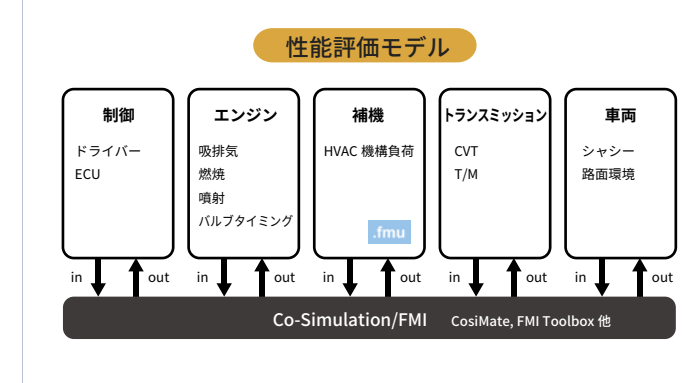 性能評価モデル
制御
ドライバー
ECU
エンジン
吸排気
燃焼
噴射
バルブタイミング
補機
HVAC 機構負荷
.fmu
トランスミッション
CVT
T/M
車両
シャシー
路面環境
in out in out in out in out in out
Co-Simulation/FMI CosiMate, FMI Toolbox 他